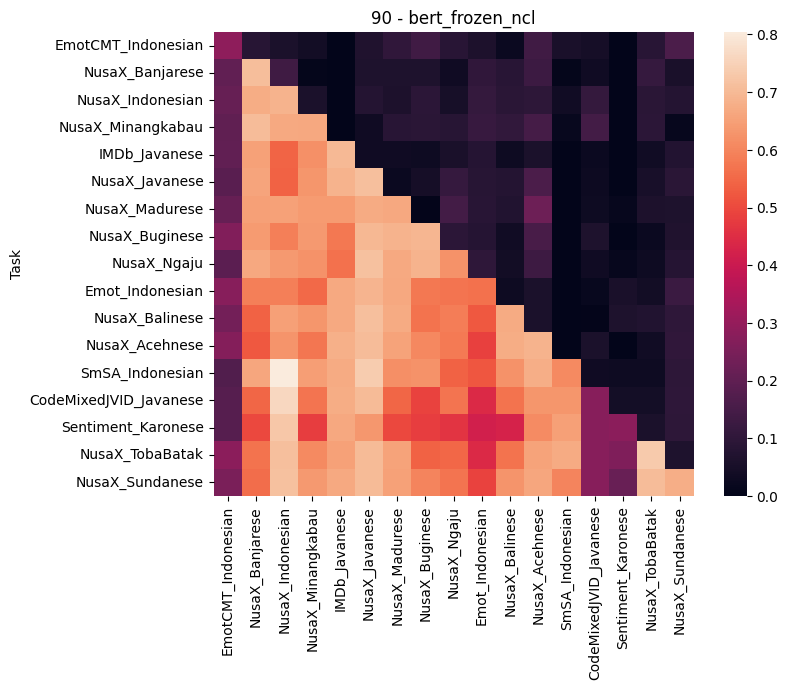 90 - bert_frozen_ncl
Task
EmotCMT_Indonesian
NusaX_Banjarese
NusaX_Indonesian
NusaX_Minangkabau
IMDb_Javanese
NusaX_Javanese
NusaX_Madurese
NusaX_Buginese
NusaX_Ngaju
Emot_Indonesian
NusaX_Balinese
NusaX_Acehnese
SmSA_Indonesian
CodeMixedJVID_Javanese
Sentiment_Karonese
NusaX_TobaBatak
NusaX_Sundanese
EmotCMT_Indonesian
NusaX_Banjarese
NusaX_Indonesian
NusaX_Minangkabau
IMDb_Javanese
NusaX_Javanese
NusaX_Madurese
NusaX_Buginese
NusaX_Ngaju
Emot_Indonesian
NusaX_Balinese
NusaX_Acehnese
SmSA_Indonesian
CodeMixedJVID_Javanese
Sentiment_Karonese
NusaX_TobaBatak
NusaX_Sundanese
0.8
0.7
0.6
0.5
0.4
0.3
0.2
0.1
0.0